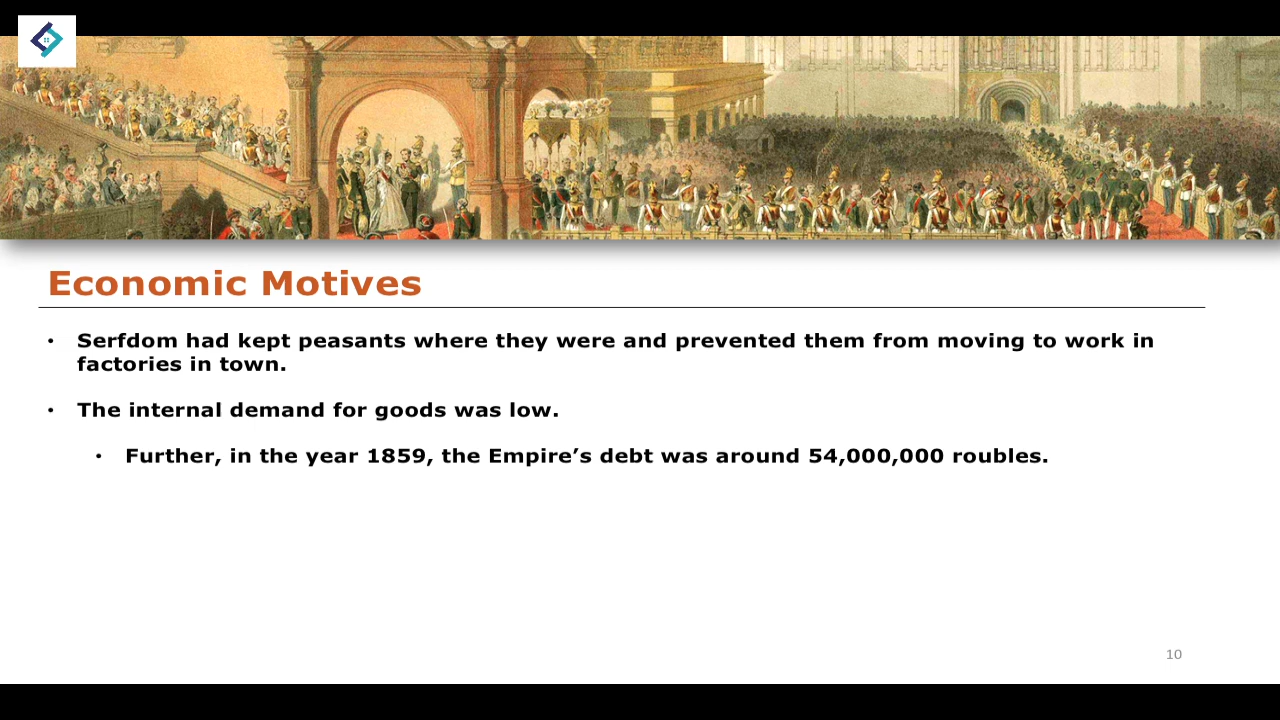 Economic Motives
• Serfdom had kept peasants where they were and prevented them from moving to work in
factories in town.
• The internal demand for goods was low.
• Further, in the year 1859, the Empire’s debt was around 54,000,000 roubles.
10